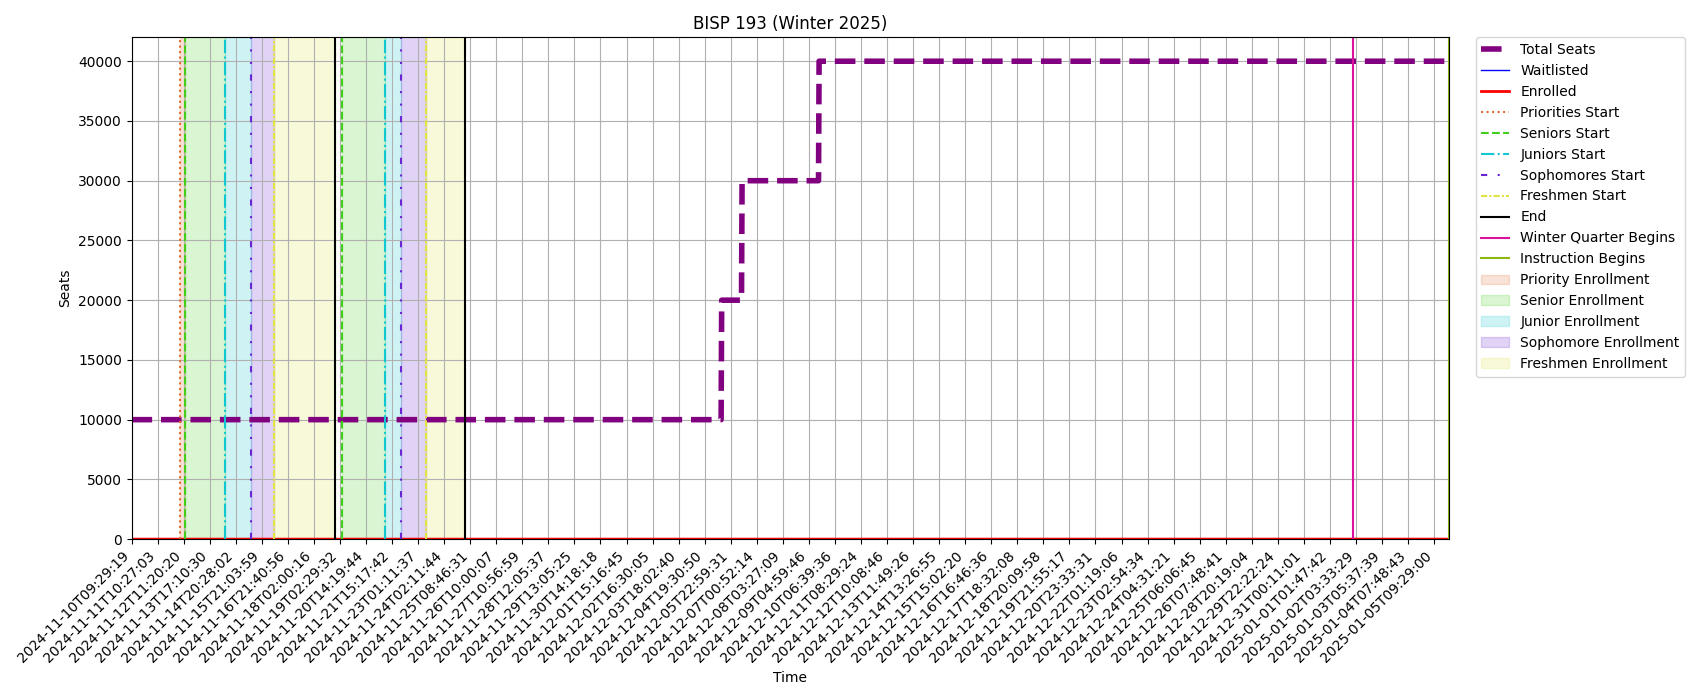 BISP 193 (Winter 2025)
Seats
40000
35000
30000
25000
20000
15000
10000
5000
0
2024-11-10T09:29:19
2024-11-11T10:27:03
2024-11-12T11:20:20
2024-11-13T17:10:30
2024-11-14T20:28:02
2024-11-15T21:03:59
2024-11-16T21:40:56
2024-11-18T02:00:16
2024-11-19T02:29:32
2024-11-20T14:19:44
2024-11-21T15:17:42
2024-11-23T01:11:37
2024-11-24T02:11:44
2024-11-25T08:46:31
2024-11-26T10:00:07
2024-11-27T10:56:59
2024-11-28T12:05:37
2024-11-29T13:05:25
2024-11-30T14:18:18
2024-12-01T15:16:45
2024-12-02T16:30:05
2024-12-03T18:02:40
2024-12-04T19:30:50
2024-12-05T22:59:31
2024-12-07T00:52:14
2024-12-08T03:27:09
2024-12-09T04:59:46
2024-12-10T06:39:36
2024-12-11T08:29:24
2024-12-12T10:08:46
2024-12-13T11:49:26
2024-12-14T13:26:55
2024-12-15T15:02:20
2024-12-16T16:46:36
2024-12-17T18:32:08
2024-12-18T20:09:58
2024-12-19T21:55:17
2024-12-20T23:33:31
2024-12-22T01:19:06
2024-12-23T02:54:34
2024-12-24T04:31:21
2024-12-25T06:06:45
2024-12-26T07:48:41
2024-12-28T20:19:04
2024-12-29T22:22:24
2024-12-31T00:11:01
2025-01-01T01:47:42
2025-01-02T03:33:29
2025-01-03T05:37:39
2025-01-04T07:48:43
2025-01-05T09:29:00
Time
Total Seats
Waitlisted
Enrolled
Priorities Start
Seniors Start
Juniors Start
Sophomores Start
Freshmen Start
End
Winter Quarter Begins
Instruction Begins
Priority Enrollment
Senior Enrollment
Junior Enrollment
Sophomore Enrollment
Freshmen Enrollment